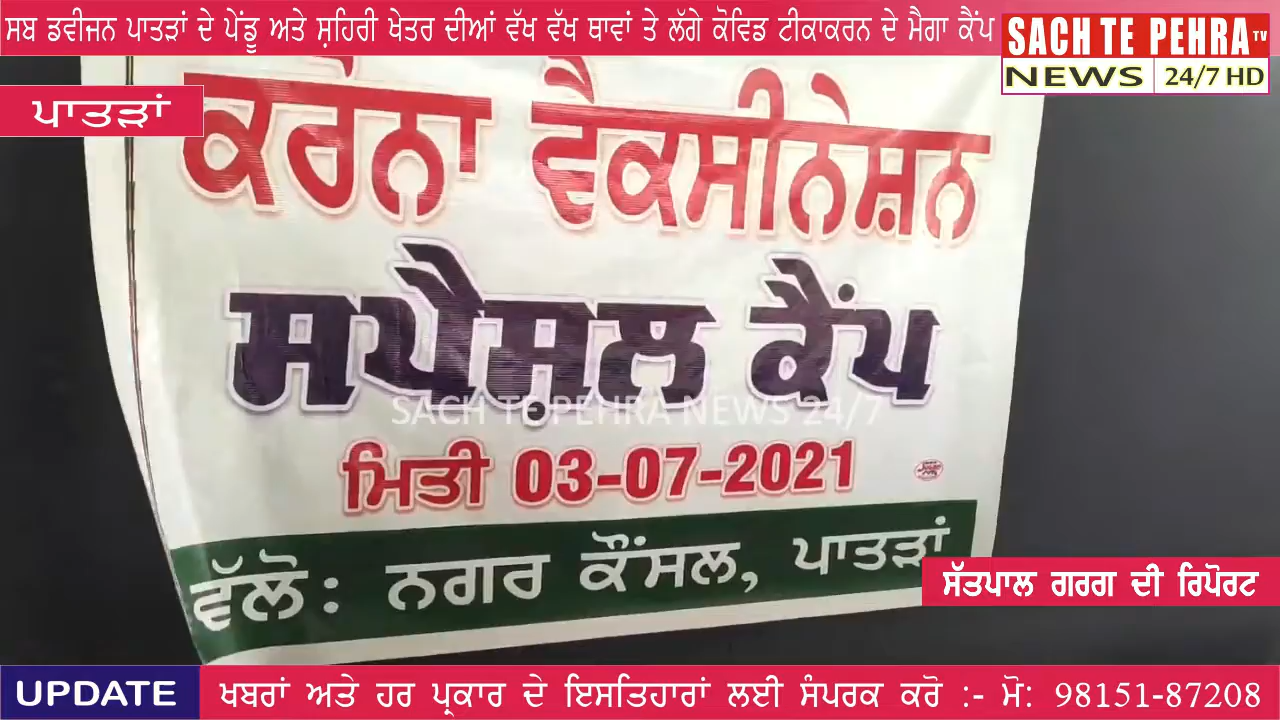 ਸਬ ਡਵੀਜਨ ਪਾਤੜਾਂ ਦੇ ਪੇਂਡੂ ਅਤੇ ਸ਼ਹਿਰੀ ਖੇਤਰ ਦੀਆਂ ਵੱਖ ਵੱਖ ਥਾਵਾਂ ਤੇ ਲੱਗੇ ਕੋਵਿਡ ਟੀਕਾਕਰਨ ਦੇ ਮੈਗਾ ਕੈਂਪ
SACH TE PEHRA TV
NEWS 24/7 HD
ਪਾਤੜਾਂ
ਕਰੋਨਾ ਵੈਕਸੀਨੇਸ਼ਨ
ਸਪੈਸ਼ਲ ਕੈਂਪ
SACH TE PEHRA NEWS 24/7
ਮਿਤੀ 03-07-2021
ਵੱਲੋ: ਨਗਰ ਕੌਂਸਲ, ਪਾਤੜਾਂ
ਸੱਤਪਾਲ ਗਰਗ ਦੀ ਰਿਪੋਰਟ
UPDATE ਖਬਰਾਂ ਅਤੇ ਹਰ ਪ੍ਰਕਾਰ ਦੇ ਇਸਤਿਹਾਰਾਂ ਲਈ ਸੰਪਰਕ ਕਰੋ :- ਮੋ: 98151-87208